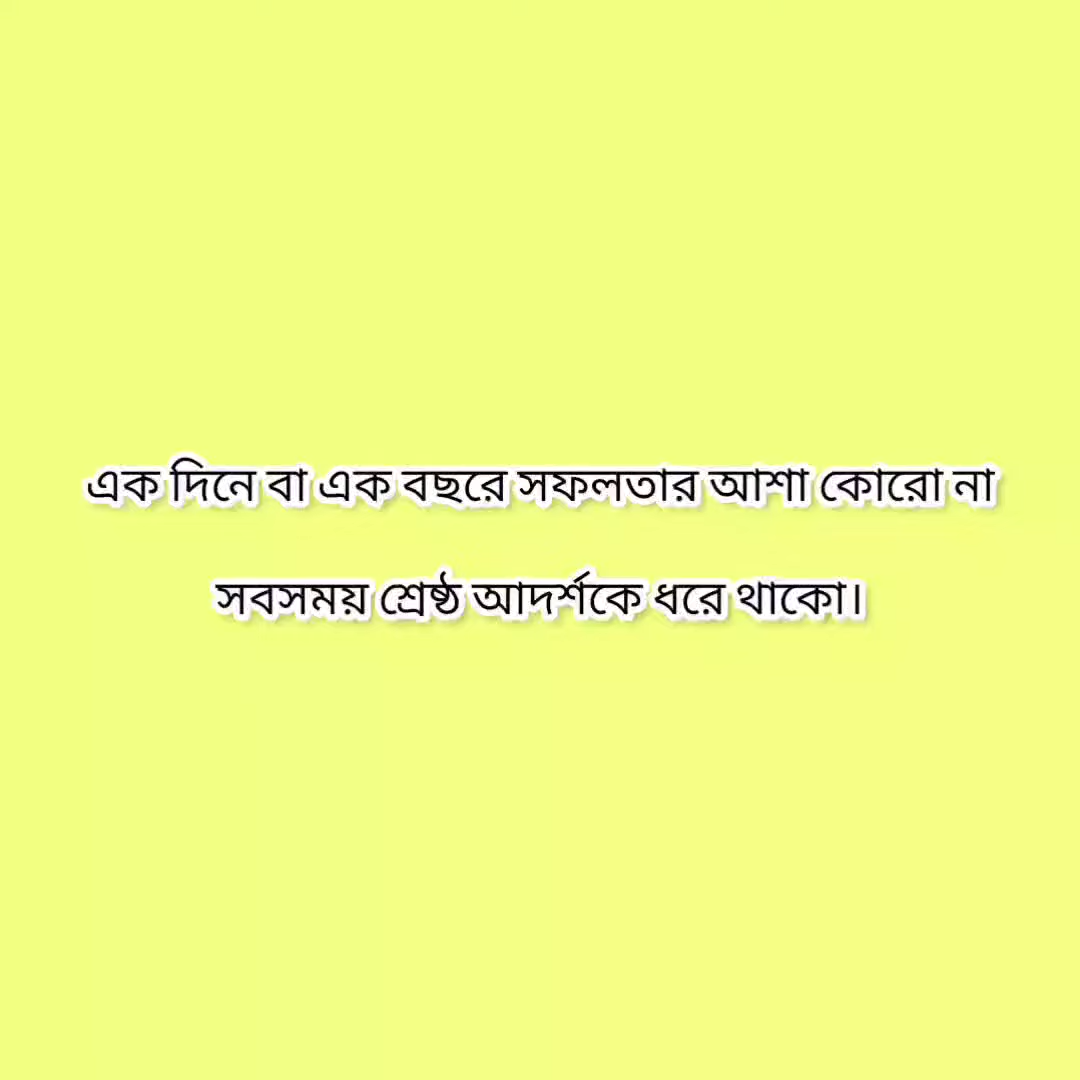 এক দিনে বা এক বছরে সফলতার আশা কোরো না
সবসময় শ্রেষ্ঠ আদর্শকে ধরে থাকো।